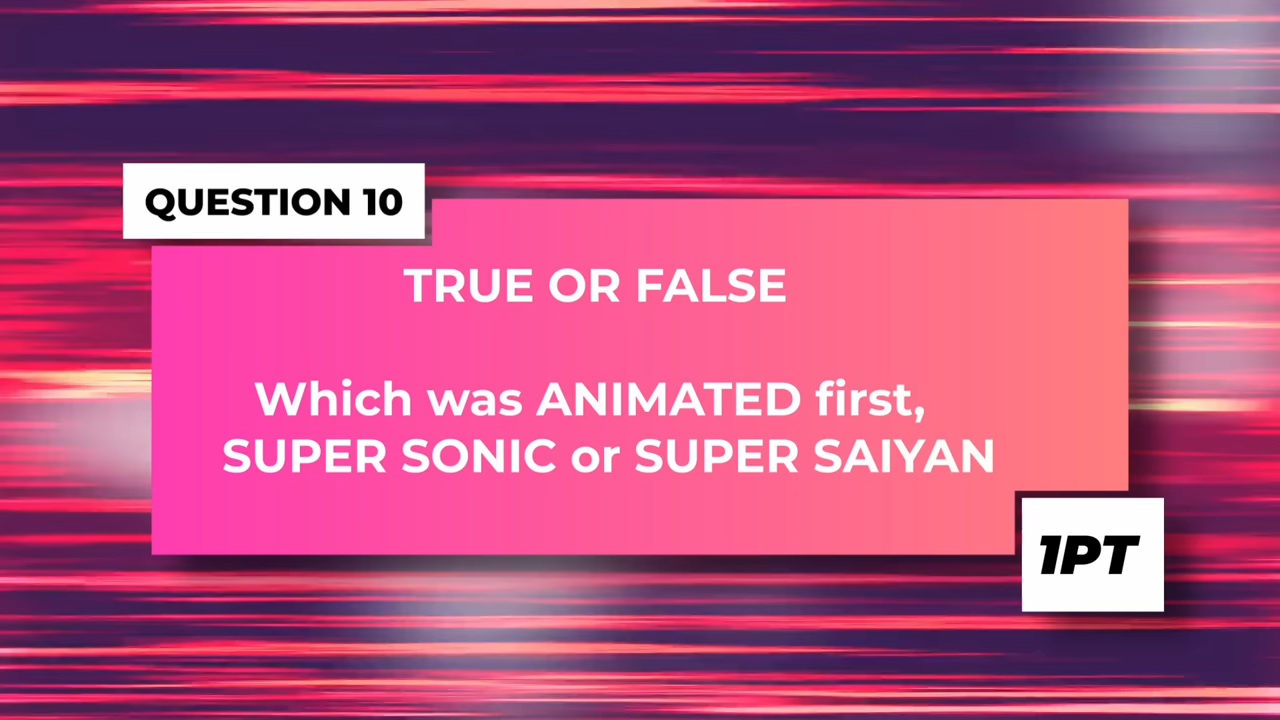 QUESTION 10
TRUE OR FALSE
Which was ANIMATED first,
SUPER SONIC or SUPER SAIYAN
1PT